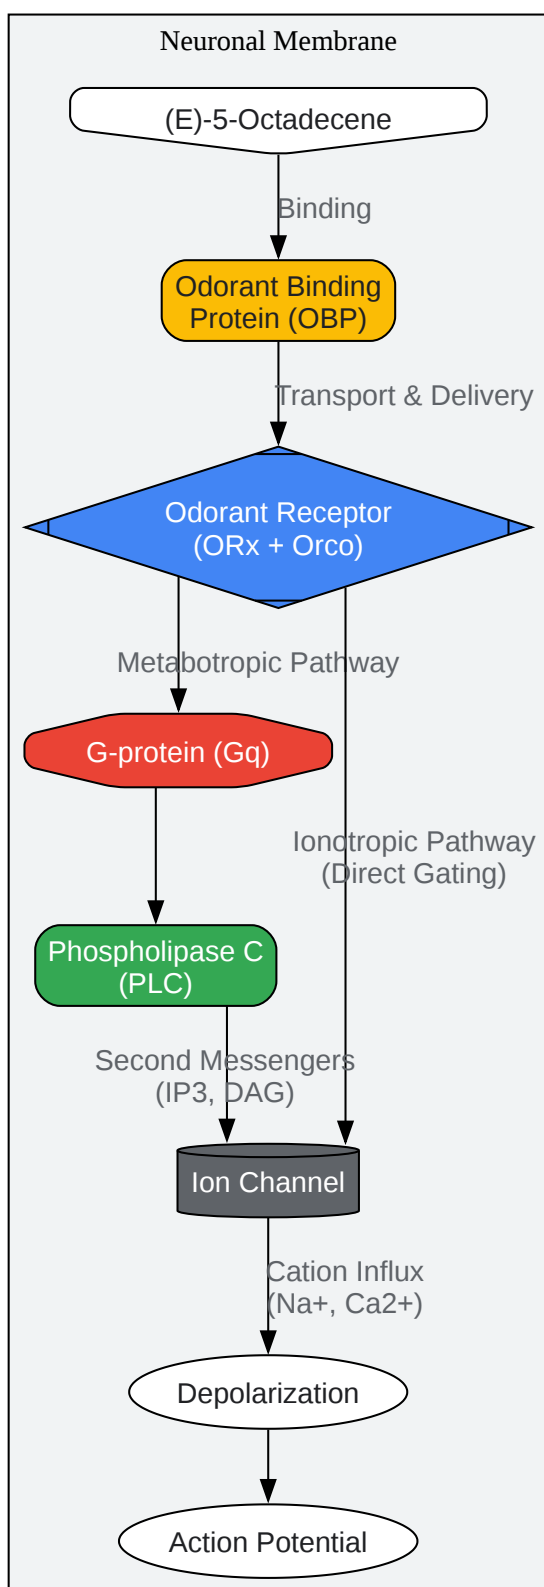 Neuronal Membrane
(E)-5-Octadecene
Binding
Odorant Binding
Protein (OBP)
Transport & Delivery
Odorant Receptor
(ORx + Orco)
Metabotropic Pathway
G-protein (Gq)
Ionotropic Pathway
(Direct Gating)
Phospholipase C
(PLC)
Second Messengers
(IP3, DAG)
Ion Channel
Cation Influx
(Na+, Ca2+)
Depolarization
Action Potential